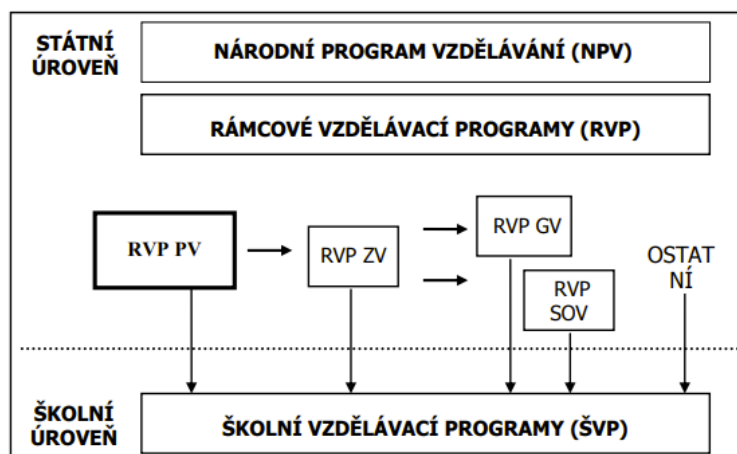 STÁTNÍ
ÚROVEŇ
NÁRODNÍ PROGRAM VZDĚLÁVÁNÍ (NPV)
RÁMCOVÉ VZDĚLÁVACÍ PROGRAMY (RVP)
RVP PV
RVP ZV
RVP GV
RVP
SOV
OSTAT
NÍ
ŠKOLNÍ
ÚROVEŇ
ŠKOLNÍ VZDĚLÁVACÍ PROGRAMY (ŠVP)